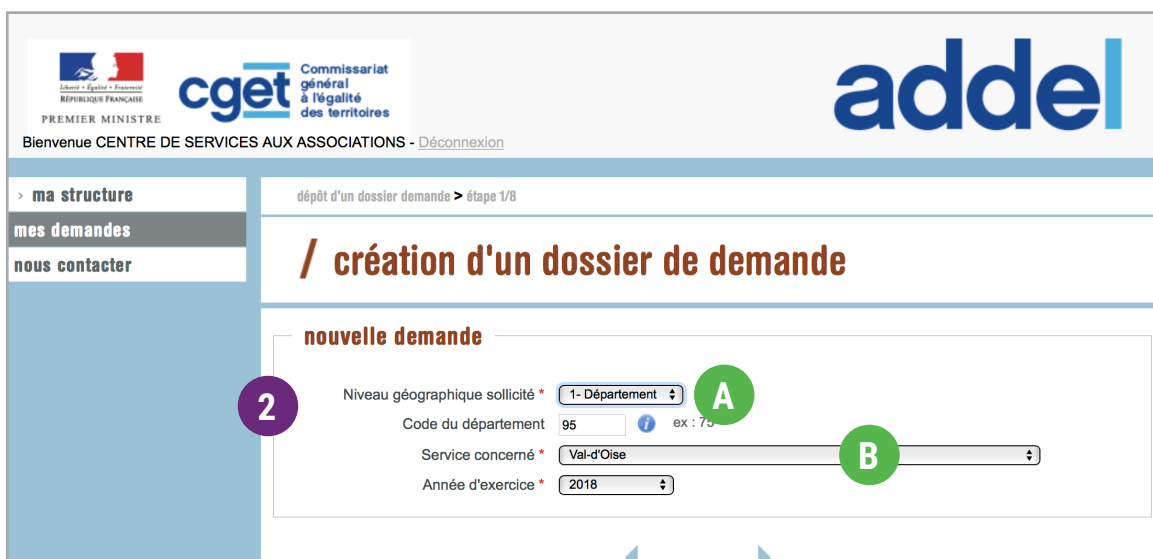 Liberté • Égalité • Fraternité
RÉPUBLIQUE FRANÇAISE
PREMIER MINISTRE
cget
Commissariat
général
à l'égalité
des territoires
addel
Bienvenue CENTRE DE SERVICES AUX ASSOCIATIONS - Déconnexion
› ma structure
mes demandes
nous contacter
dépôt d'un dossier demande > étape 1/8
/ création d'un dossier de demande
nouvelle demande
2
Niveau géographique sollicité * 1- Département A
Code du département 95 i ex : 75
Service concerné * Val-d'Oise B
Année d'exercice * 2018